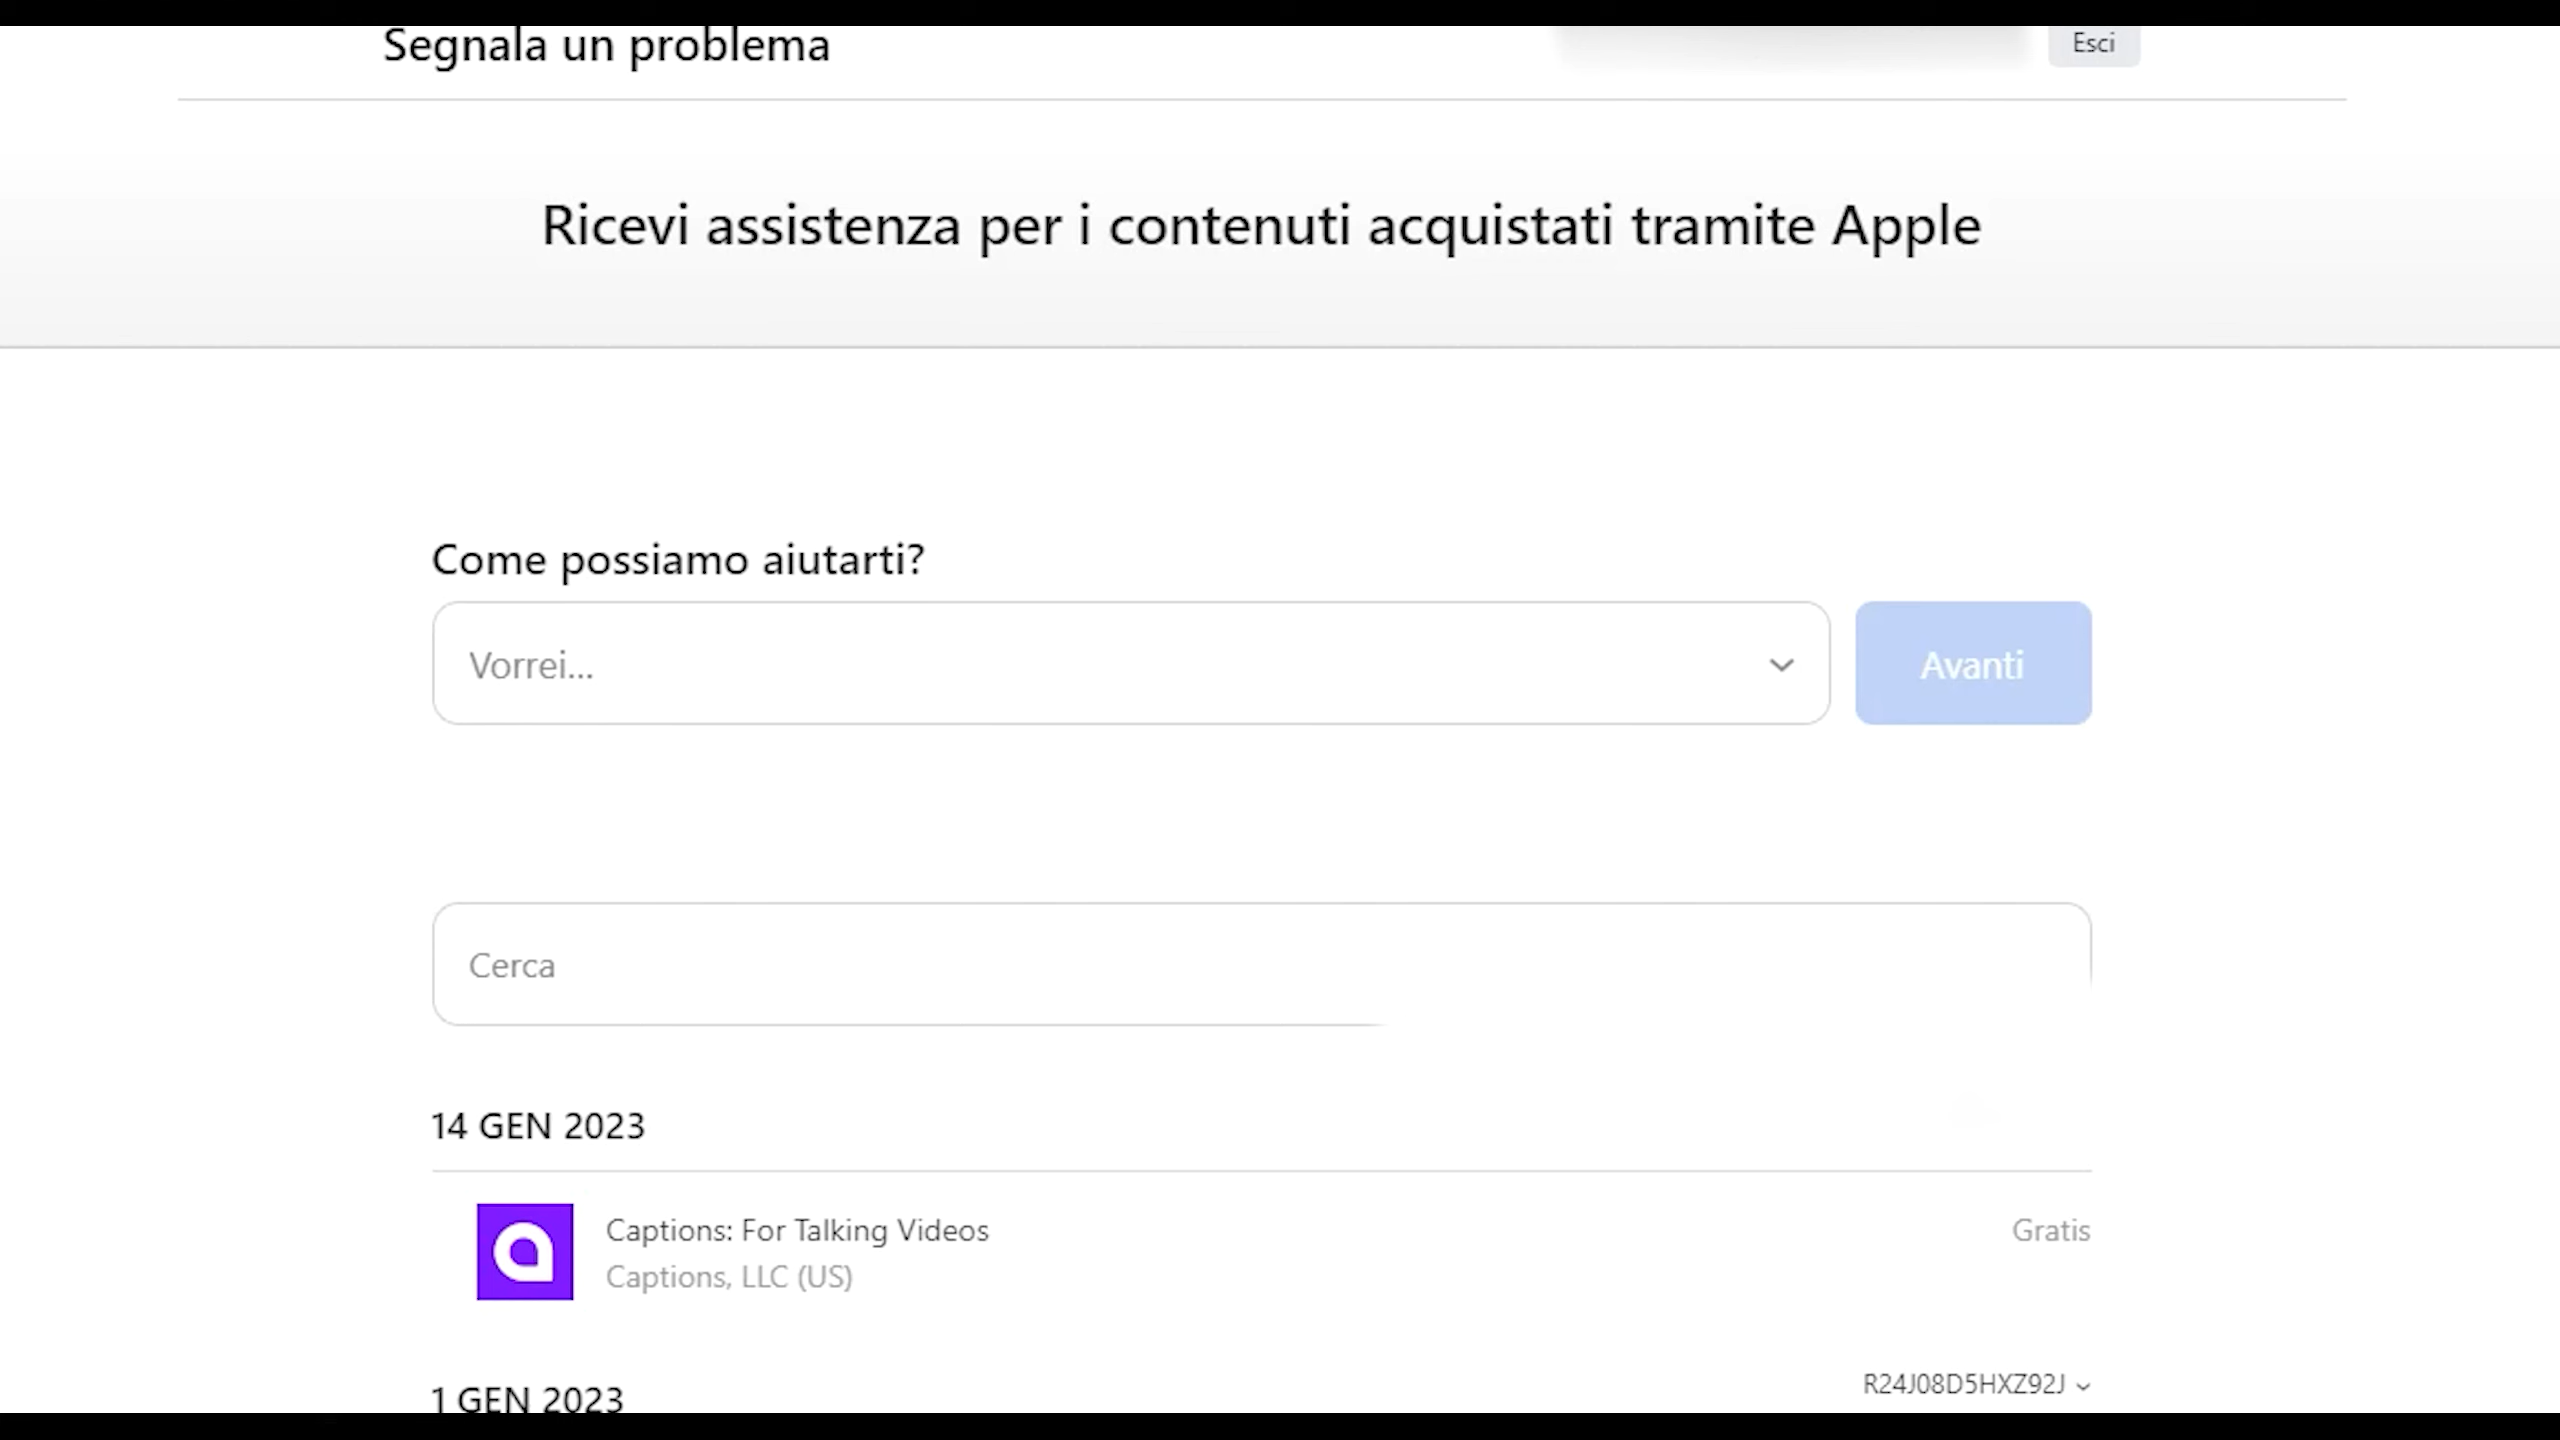 Segnala un problema
Esci
Ricevi assistenza per i contenuti acquistati tramite Apple
Come possiamo aiutarti?
Vorrei...
Avanti
Cerca
14 GEN 2023
Captions: For Talking Videos
Gratis
Captions, LLC (US)
R24J08D5HXZ92J
1 GEN 2023